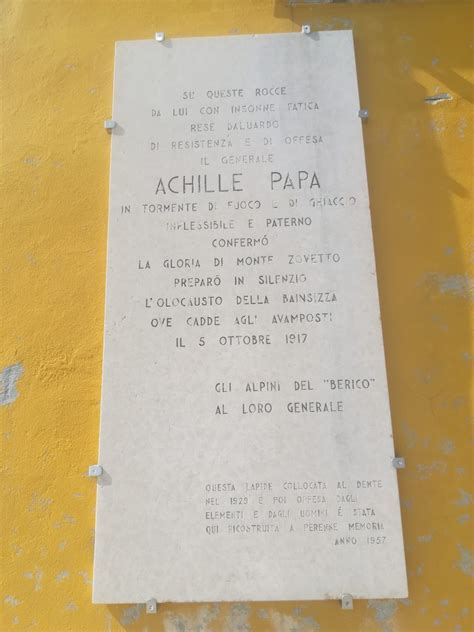 SU QUESTE ROCCE
DA LUI CON INSONNE FATICA
RESE BALUARDO
DI RESISTENZA E DI OFFESA
IL GENERALE
ACHILLE PAPA
IN TORMENTE DI FUOCO E DI GHIACCIO
INFLESSIBILE E PATERNO
CONFERMÓ
LA GLORIA DI MONTE ZOVETTO
PREPARÒ IN SILENZIO
L'OLOCAUSTO DELLA BAINSIZZA
OVE CADDE AGL' AVAMPOSTI
IL 5 OTTOBRE 1917
GLI ALPINI DEL "BERICO"
AL LORO GENERALE
QUESTA LAPIDE COLLOCATA AL DENTE
NEL 1929 E POI OFFESA DAGLI
ELEMENTI E DAGLI UOMINI É STATA
QUI RICOSTRUITA A PERENNE MEMORIA
ANNO 1957